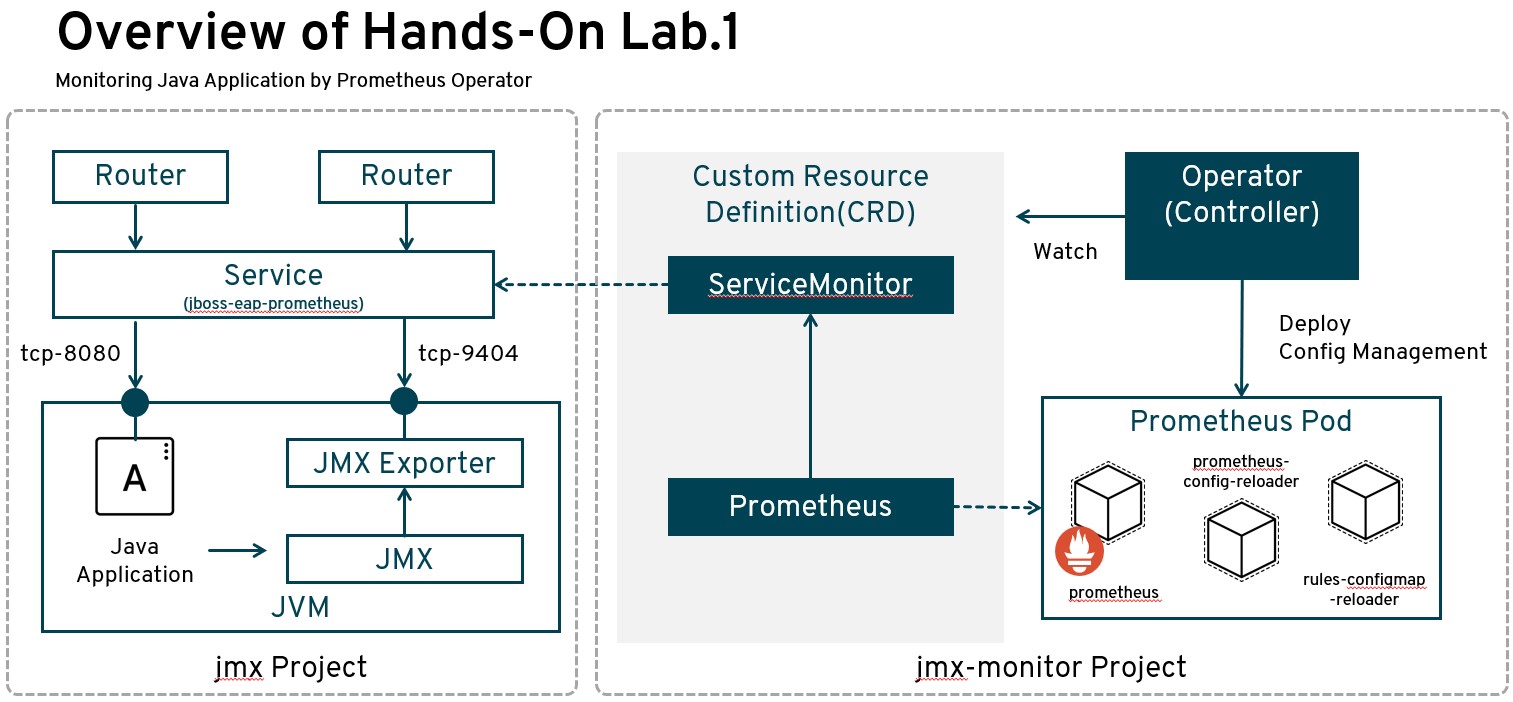 Overview of Hands-On Lab.1
Monitoring Java Application by Prometheus Operator
Router
Router
Service
(jboss-eap-prometheus)
tcp-8080
tcp-9404
A
JMX Exporter
Java
Application
JMX
JVM
jmx Project
Custom Resource
Definition(CRD)
ServiceMonitor
Prometheus
Operator
(Controller)
Watch
Deploy
Config Management
Prometheus Pod
prometheus-
config-reloader
prometheus
rules-configmap
-reloader
jmx-monitor Project